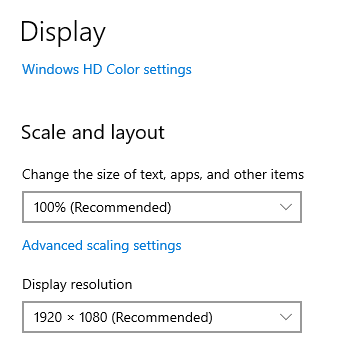 Display
Windows HD Color settings
Scale and layout
Change the size of text, apps, and other items
100% (Recommended)
Advanced scaling settings
Display resolution
1920 × 1080 (Recommended)